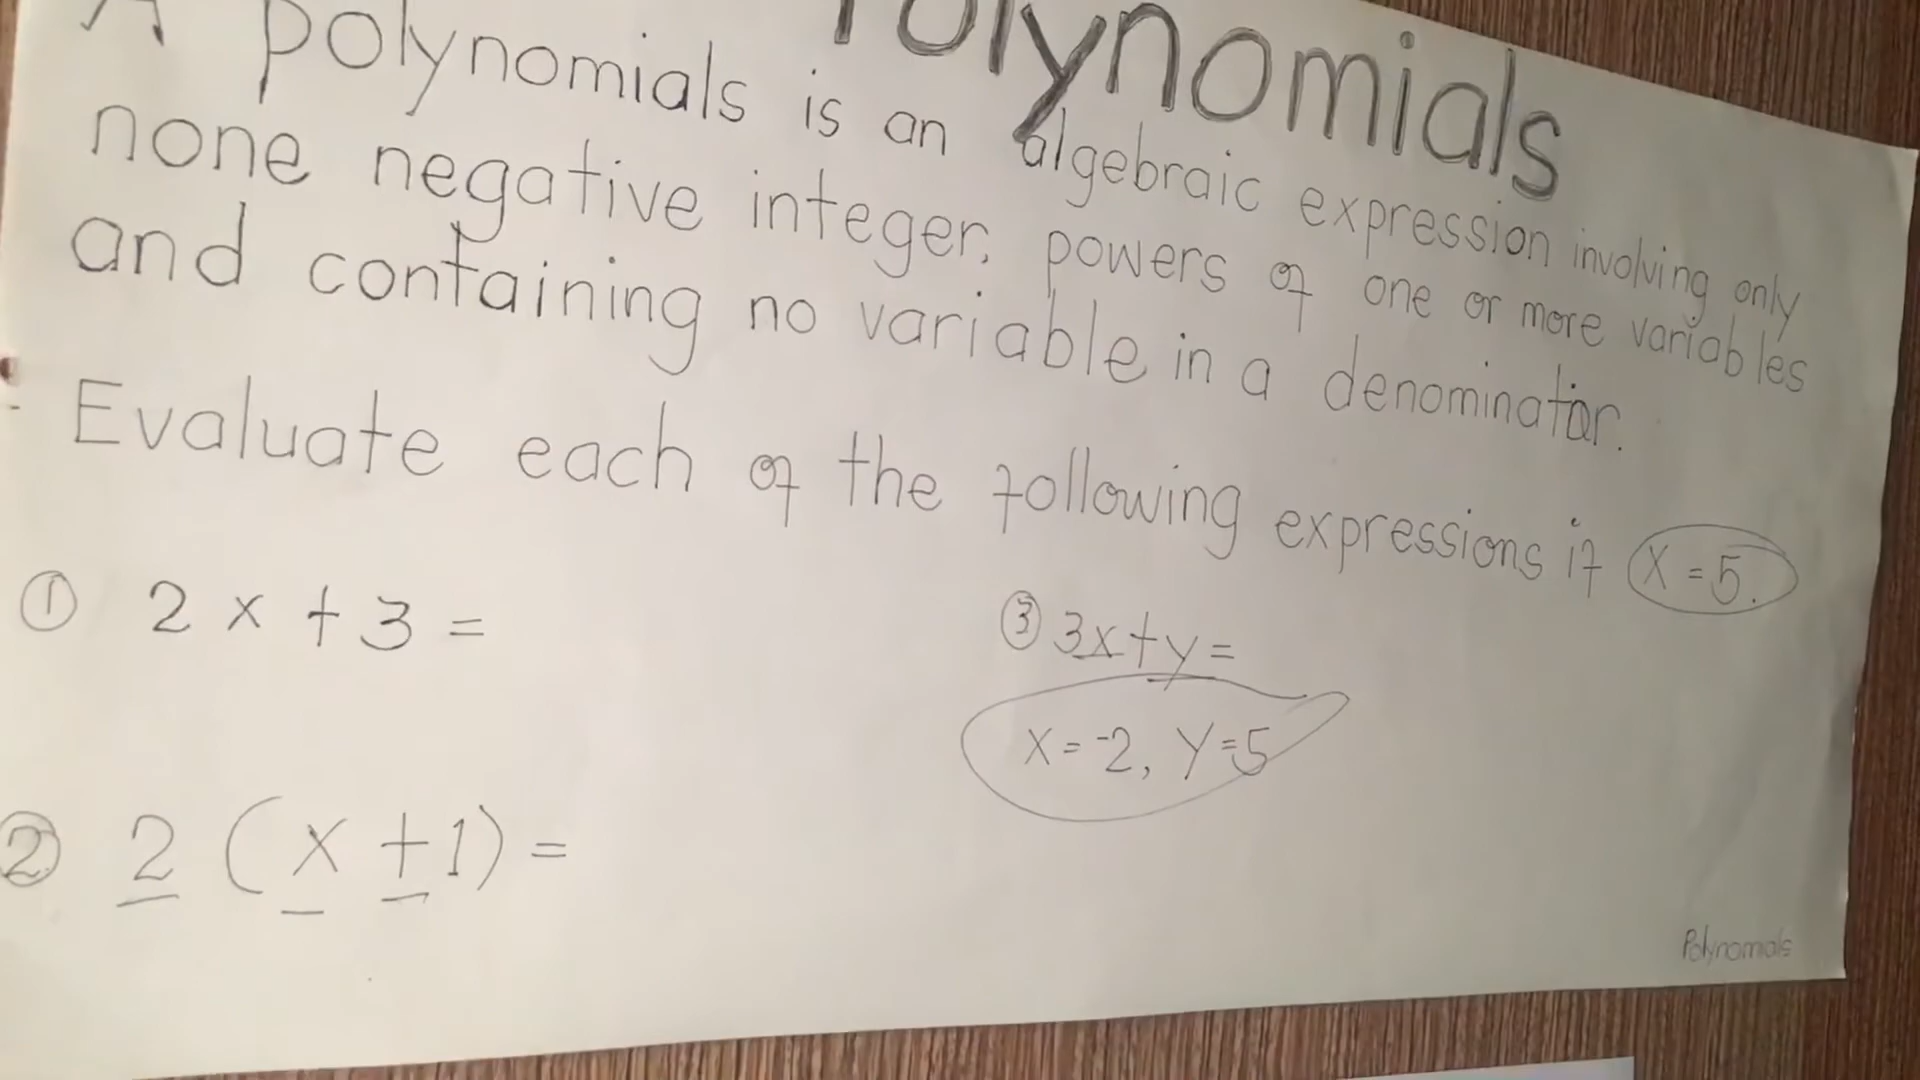 Polynomials
A polynomials is an algebraic expression involving only
none negative integer, powers of one or more variables
and containing no variable in a denominator.
Evaluate each of the following expressions if x = 5.
① 2x + 3 =
③ 3x+y=
x = -2, y=5
② 2 (x + 1) =
Polynomials